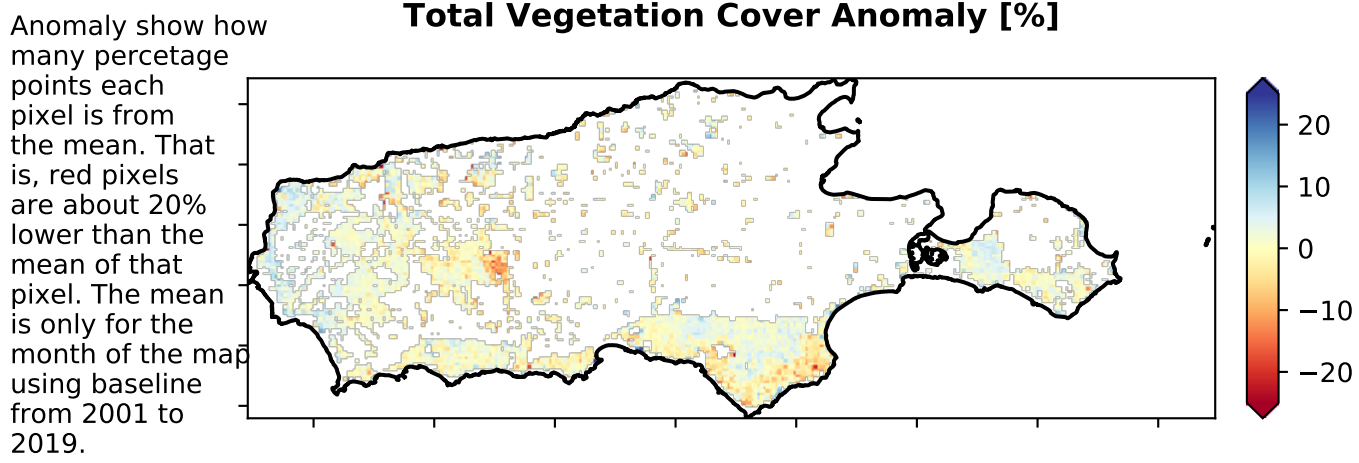 Total Vegetation Cover Anomaly [%]
Anomaly show how
many percetage
points each
pixel is from
the mean. That
is, red pixels
are about 20%
lower than the
mean of that
pixel. The mean
is only for the
month of the map
using baseline
from 2001 to
2019.
20
10
0
−10
−20